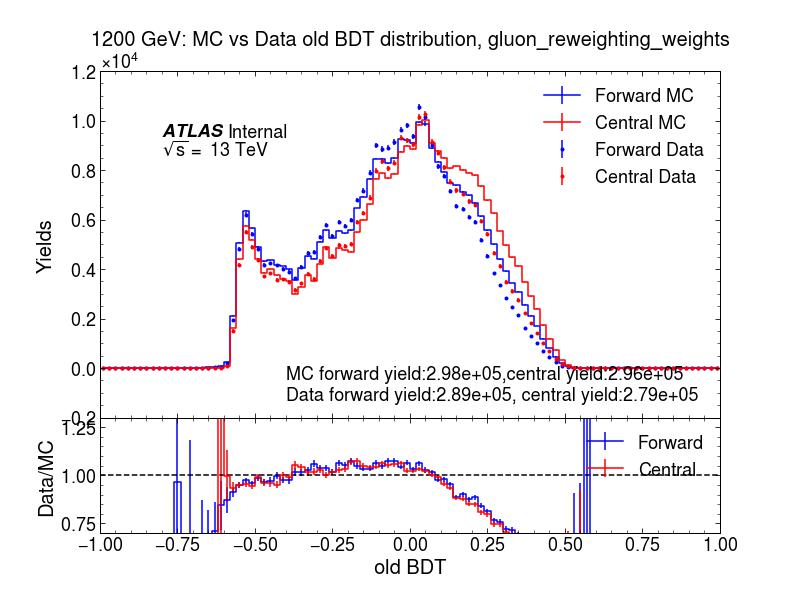 1200 GeV: MC vs Data old BDT distribution, gluon_reweighting_weights
×10⁴
1.2
1.0
0.8
0.6
0.4
0.2
0.0
0.2
Yields
ATLAS Internal
√s = 13 TeV
Forward MC
Central MC
Forward Data
Central Data
MC forward yield:2.98e+05,central yield:2.96e+05
Data forward yield:2.89e+05, central yield:2.79e+05
1.25
1.00
0.75
Data/MC
Forward
Central
−1.00 −0.75 −0.50 −0.25 0.00 0.25 0.50 0.75 1.00
old BDT